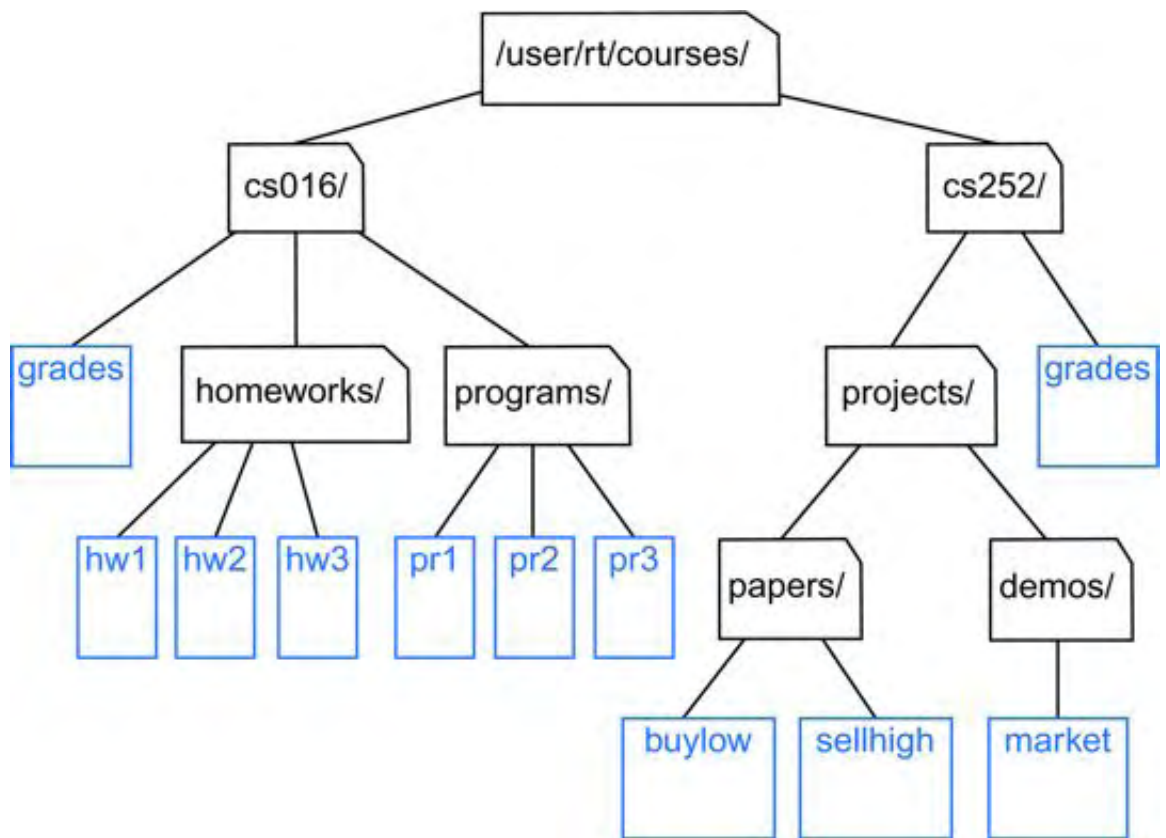 /user/rt/courses/
cs016/
cs252/
grades
homeworks/
programs/
projects/
grades
hw1
hw2
hw3
pr1
pr2
pr3
papers/
demos/
buylow
sellhigh
market